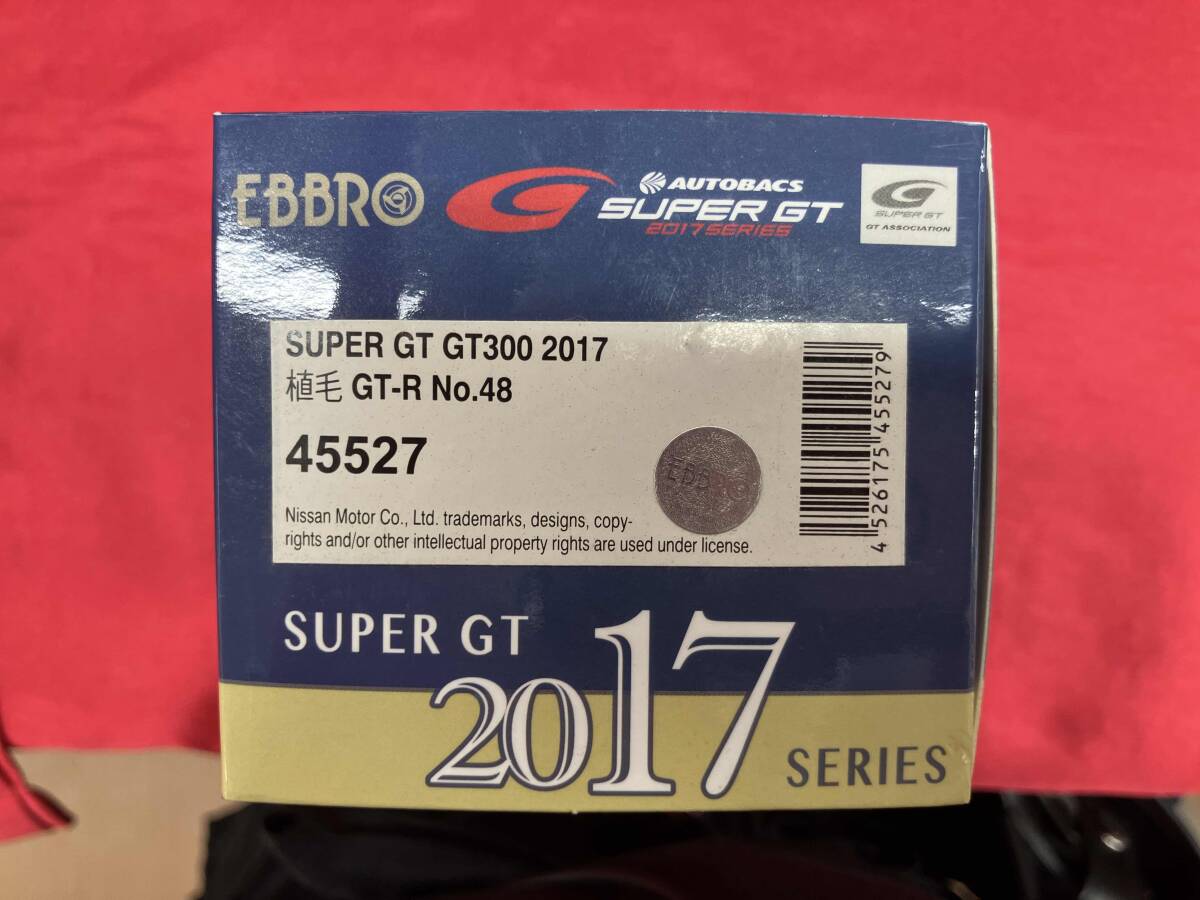 EBBRO
AUTOBACS
SUPER GT
2017 SERIES
SUPER GT
GT ASSOCIATION
SUPER GT GT300 2017
植毛 GT-R No.48
45527
EBBRO
Nissan Motor Co., Ltd. trademarks, designs, copy-
rights and/or other intellectual property rights are used under license.
4 526175 455279
SUPER GT
2017
SERIES